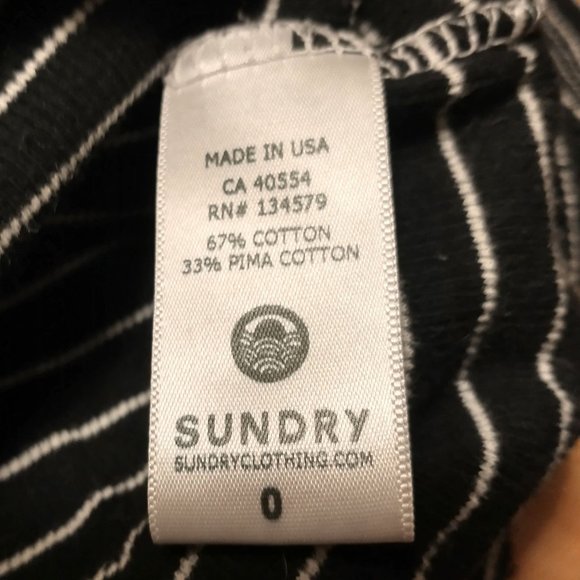 MADE IN USA
CA 40554
RN# 134579
67% COTTON
33% PIMA COTTON
SUNDRY
SUNDRYCLOTHING.COM
0